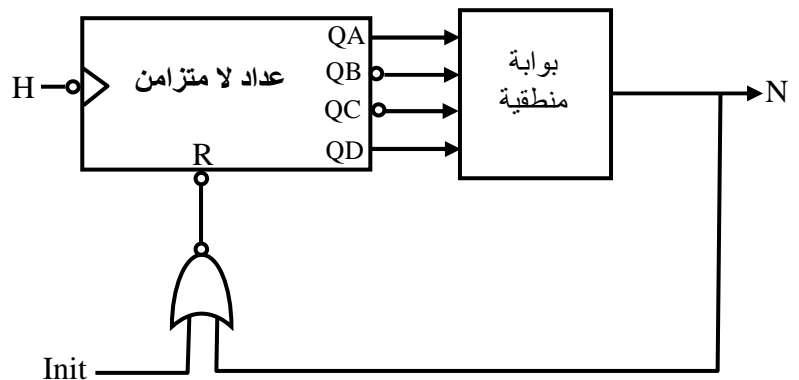 QA
عداد لا متزامن
QB
QC
QD
H
R
بوابة
منطقية
N
Init